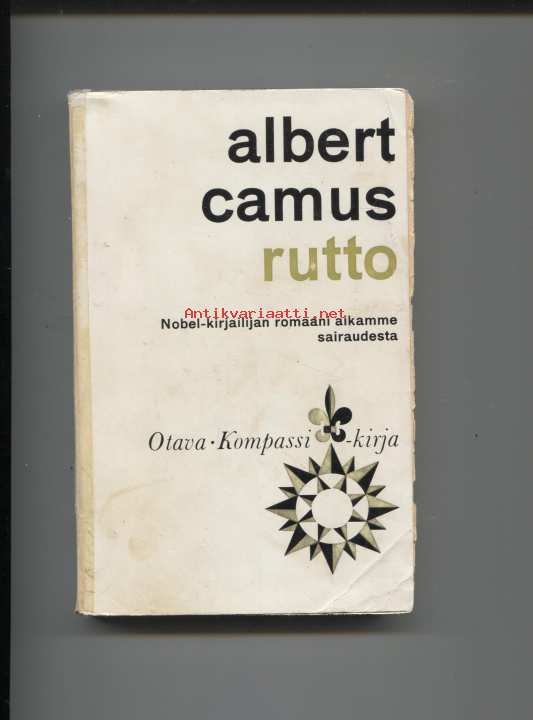 albert
camus
rutto
Antikvariaatti.net
Nobel-kirjailijan romaani aikamme
sairaudesta
Otava • Kompassi -kirja